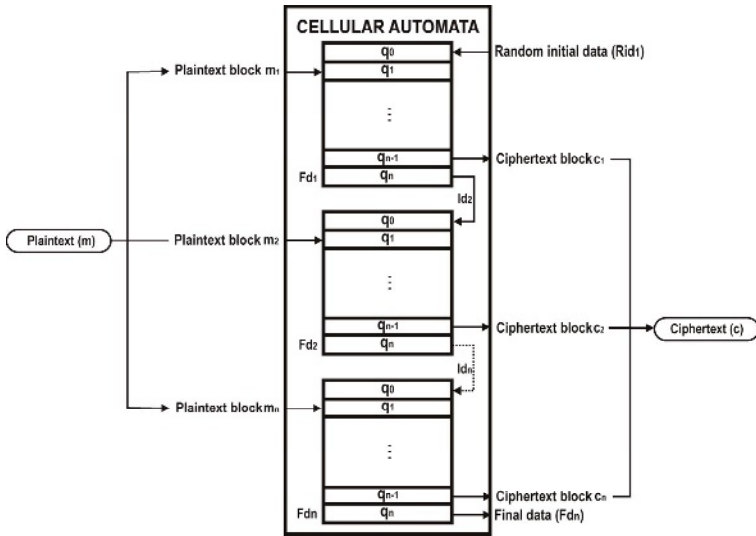 CELLULAR AUTOMATA
q₀
Random initial data (Rid₁)
Plaintext block m₁
q₁
⋮
qₙ₋₁
Ciphertext block c₁
Fd₁
qₙ
Id₂
q₀
Plaintext (m)
Plaintext block m₂
q₁
⋮
qₙ₋₁
Ciphertext block c₂
Ciphertext (c)
Fd₂
qₙ
Idₙ
q₀
Plaintext block mₙ
q₁
⋮
qₙ₋₁
Ciphertext block cₙ
Fdₙ
qₙ
Final data (Fdₙ)